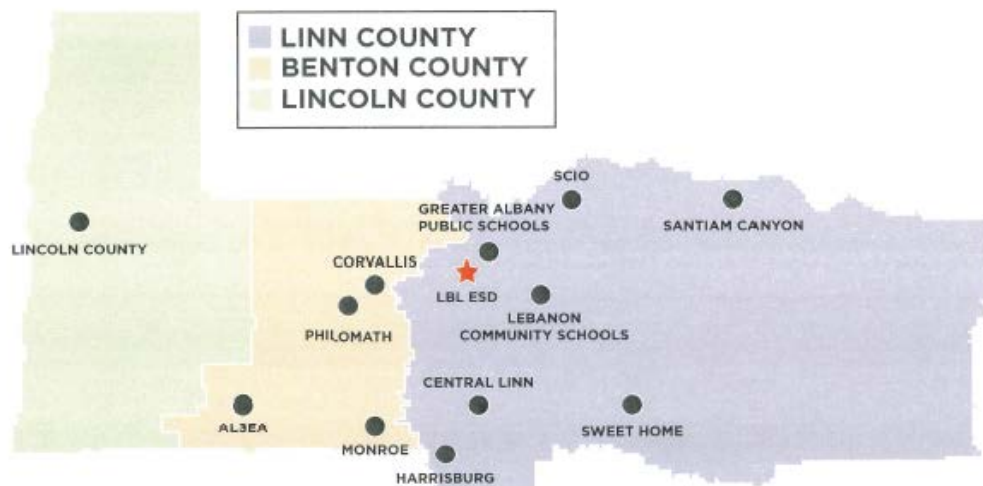 LINN COUNTY
BENTON COUNTY
LINCOLN COUNTY
SCIO
GREATER ALBANY
PUBLIC SCHOOLS
SANTIAM CANYON
LINCOLN COUNTY
CORVALLIS
LBL ESD
LEBANON
COMMUNITY SCHOOLS
PHILOMATH
CENTRAL LINN
ALBEA
SWEET HOME
MONROE
HARRISBURG